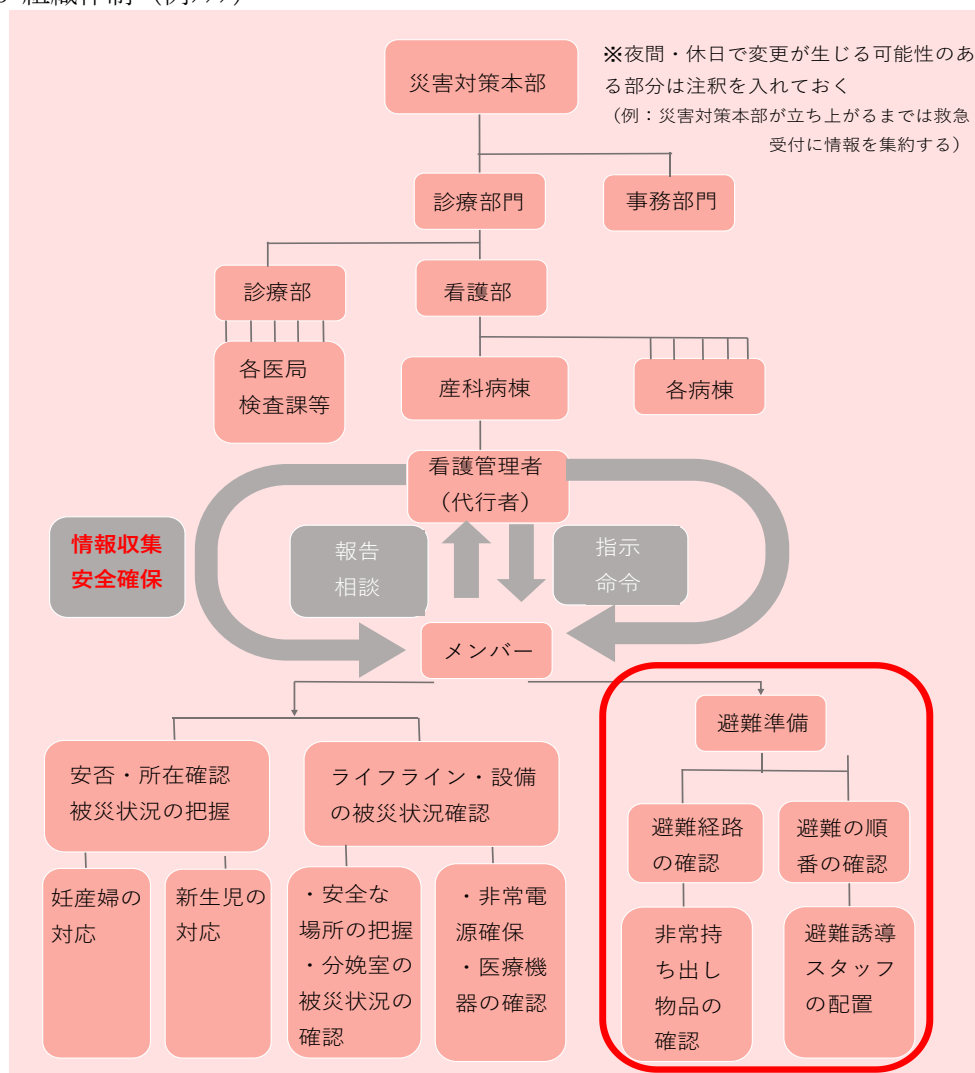 組織体制（例）
災害対策本部
※夜間・休日で変更が生じる可能性のあ
る部分は注釈を入れておく
（例：災害対策本部が立ち上がるまでは救急
受付に情報を集約する）
診療部門
事務部門
診療部
看護部
各医局
検査課等
産科病棟
各病棟
看護管理者
（代行者）
情報収集
安全確保
報告
相談
指示
命令
メンバー
避難準備
安否・所在確認
被災状況の把握
ライフライン・設備
の被災状況確認
避難経路
の確認
避難の順
番の確認
妊産婦の
対応
新生児の
対応
・安全な
場所の把握
・分娩室の
被災状況の
確認
・非常電
源確保
・医療機
器の確認
非常持
ち出し
物品の
確認
避難誘導
スタッフ
の配置